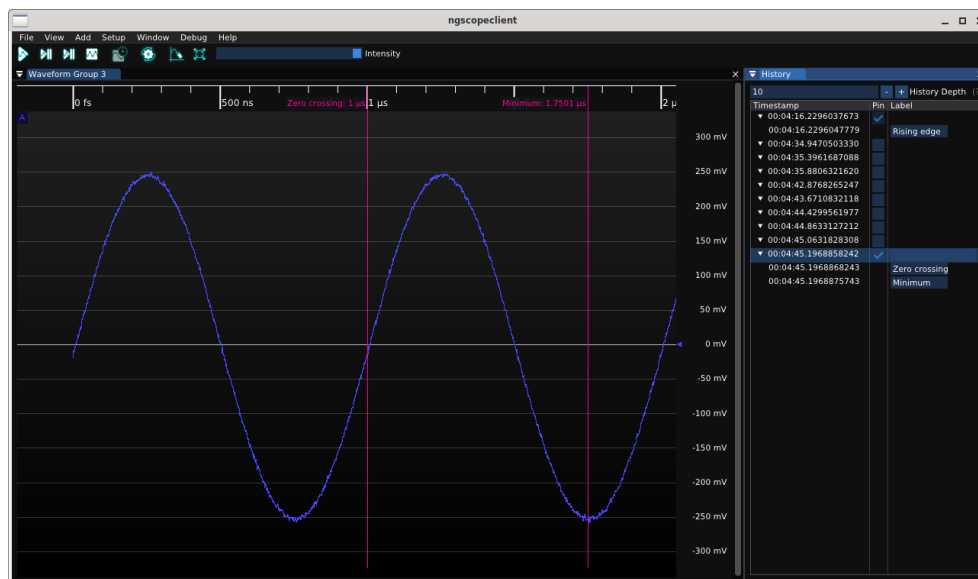 ngscopeclient
File View Add Setup Window Debug Help
Intensity
Waveform Group 3
0 fs 500 ns Zero crossing: 1 µs 1 µs Minimum: 1.7501 µs 2 µ
A
300 mV
250 mV
200 mV
150 mV
100 mV
50 mV
0 mV
-50 mV
-100 mV
-150 mV
-200 mV
-250 mV
-300 mV
History
10 - + History Depth (
Timestamp Pin Label
00:04:16.2296037673
00:04:16.2296047779 Rising edge
00:04:34.9470503330
00:04:35.3961687088
00:04:35.8806321620
00:04:42.8768265247
00:04:43.6710832118
00:04:44.4299561977
00:04:44.8633127212
00:04:45.0631828308
00:04:45.1968858242
00:04:45.1968868243 Zero crossing
00:04:45.1968875743 Minimum